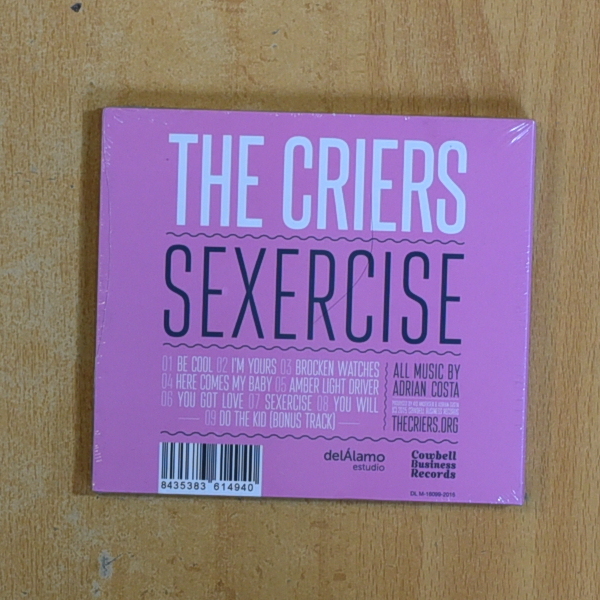 THE CRIERS
SEXERCISE
01 BE COOL 02 I'M YOURS 03 BROCKEN WATCHES
04 HERE COMES MY BABY 05 AMBER LIGHT DRIVER
06 YOU GOT LOVE 07 SEXERCISE 08 YOU WILL
09 DO THE KID (BONUS TRACK)
ALL MUSIC BY
ADRIAN COSTA
THECRIERS.ORG
8435383 614940
delÁlamo
estudio
Cowbell
Business
Records